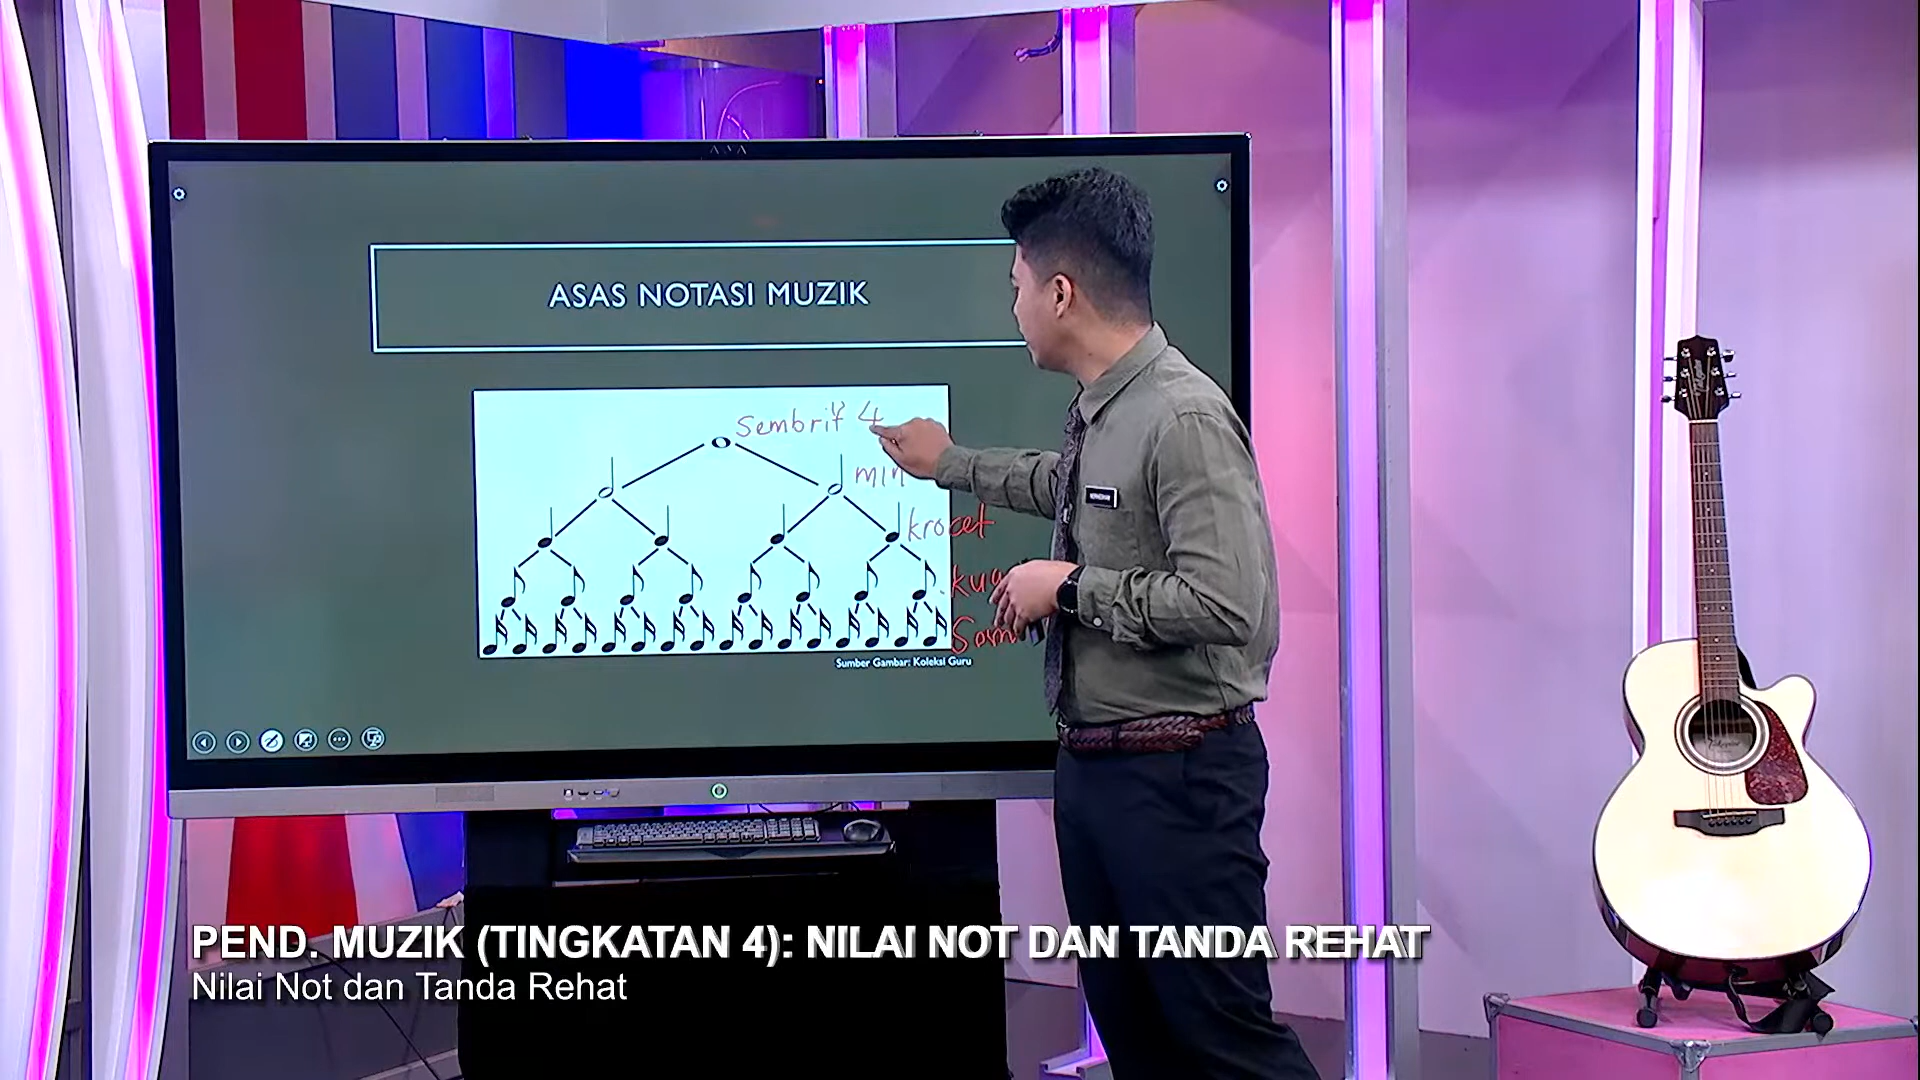 ASAS NOTASI MUZIK
Sembrif 4
min
krocet
Sumber Gambar: Koleksi Guru
PEND. MUZIK (TINGKATAN 4): NILAI NOT DAN TANDA REHAT
Nilai Not dan Tanda Rehat